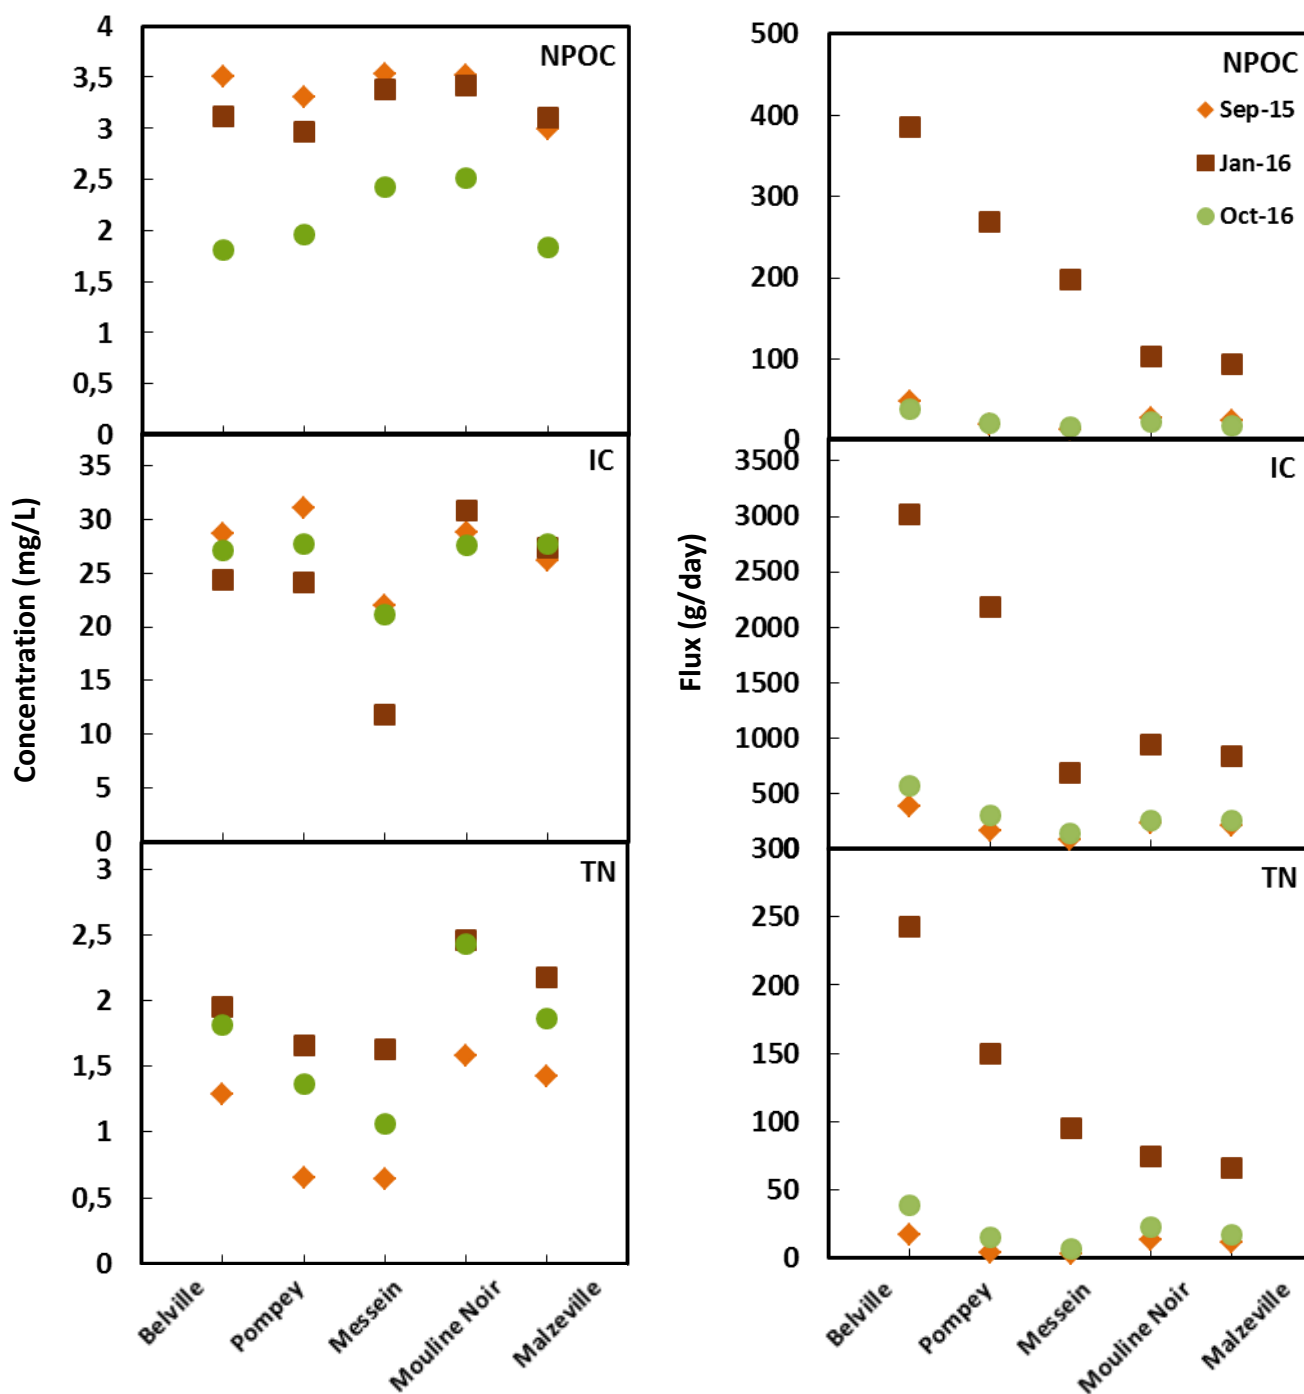 Concentration (mg/L)
NPOC
4
3,5
3
2,5
2
1,5
1
0,5
0
IC
35
30
25
20
15
10
5
0
TN
3
2,5
2
1,5
1
0,5
0
Belville
Pompey
Messein
Mouline Noir
Malzeville
Flux (g/day)
NPOC
500
400
300
200
100
0
Sep-15
Jan-16
Oct-16
IC
3500
3000
2500
2000
1500
1000
500
0
TN
300
250
200
150
100
50
0
Belville
Pompey
Messein
Mouline Noir
Malzeville